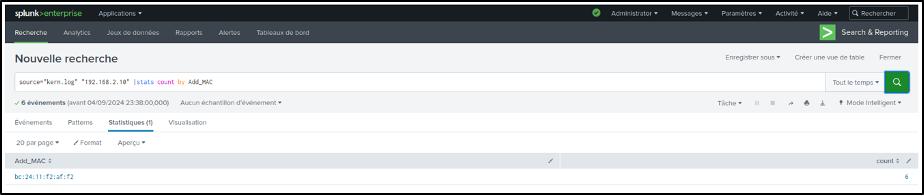 splunk>enterprise Applications Administrator Messages Paramètres Activité Aide Rechercher
Recherche Analytics Jeux de données Rapports Alertes Tableaux de bord Search & Reporting
Nouvelle recherche Enregistrer sous Créer une vue de table Fermer
source="kern.log" "192.168.2.10" |stats count by Add_MAC Tout le temps
6 événements (avant 04/09/2024 23:38:00,000) Aucun échantillon d'événement Tâche Mode Intelligent
Événements Patterns Statistiques (1) Visualisation
20 par page Format Aperçu
Add_MAC count
bc:24:11:f2:af:f2 6